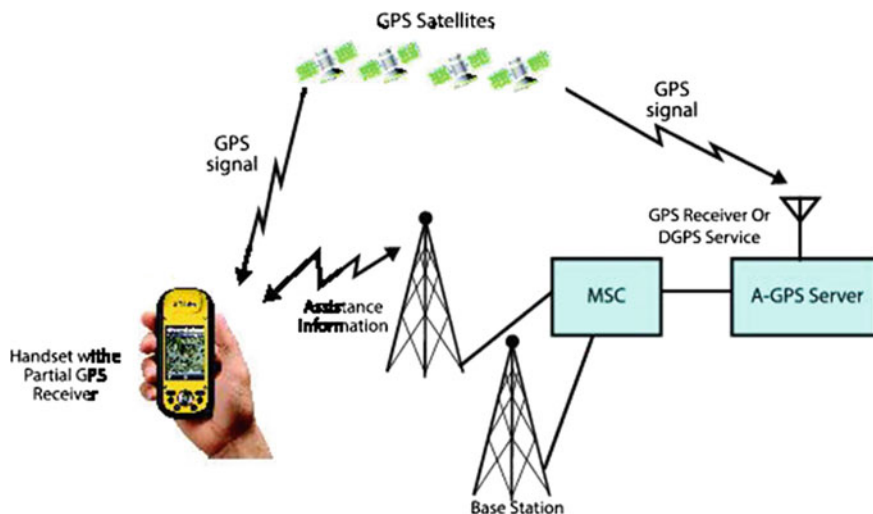 GPS Satellites
GPS
signal
GPS
signal
GPS Receiver Or
DGPS Service
MSC
A-GPS Server
Assistance
Information
Handset withe
Partial GPS
Receiver
Base Station